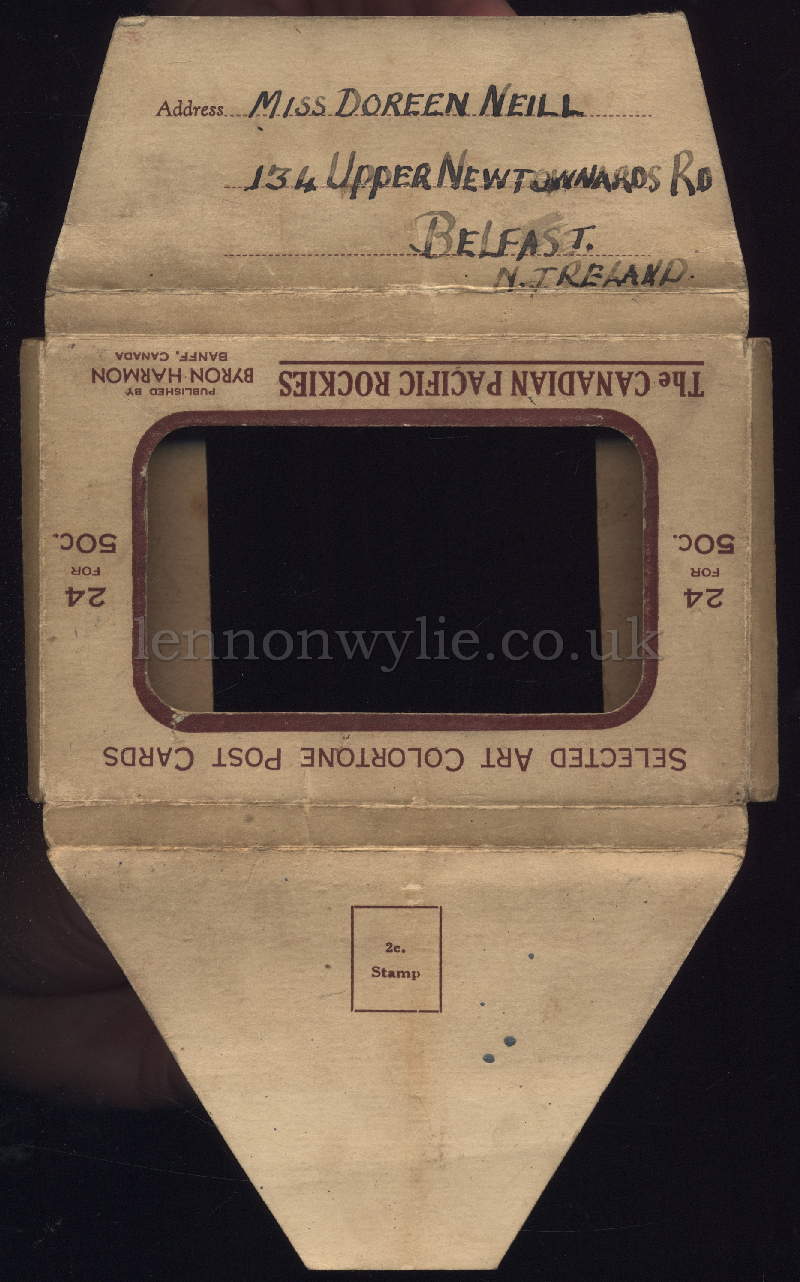 Address MISS DOREEN NEILL
134 UPPER NEWTOWNARDS RD
BELFAST.
N. IRELAND.
The CANADIAN PACIFIC ROCKIES
PUBLISHED BY
BYRON HARMON
BANFF, CANADA
24
FOR
50c.
24
FOR
50c.
SELECTED ART COLORTONE POST CARDS
lennonwylie.co.uk
2c.
Stamp